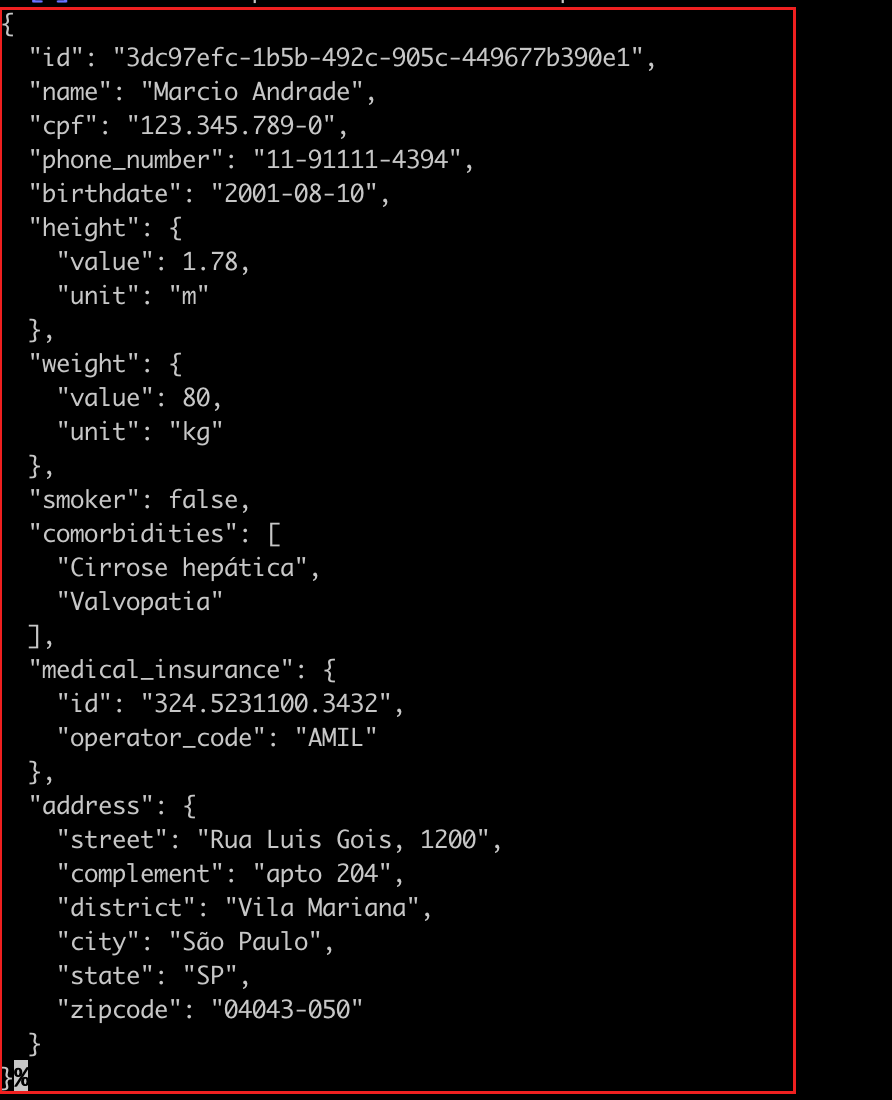 {
  "id": "3dc97efc-1b5b-492c-905c-449677b390e1",
  "name": "Marcio Andrade",
  "cpf": "123.345.789-0",
  "phone_number": "11-91111-4394",
  "birthdate": "2001-08-10",
  "height": {
    "value": 1.78,
    "unit": "m"
  },
  "weight": {
    "value": 80,
    "unit": "kg"
  },
  "smoker": false,
  "comorbidities": [
    "Cirrose hepática",
    "Valvopatia"
  ],
  "medical_insurance": {
    "id": "324.5231100.3432",
    "operator_code": "AMIL"
  },
  "address": {
    "street": "Rua Luis Gois, 1200",
    "complement": "apto 204",
    "district": "Vila Mariana",
    "city": "São Paulo",
    "state": "SP",
    "zipcode": "04043-050"
  }
}%